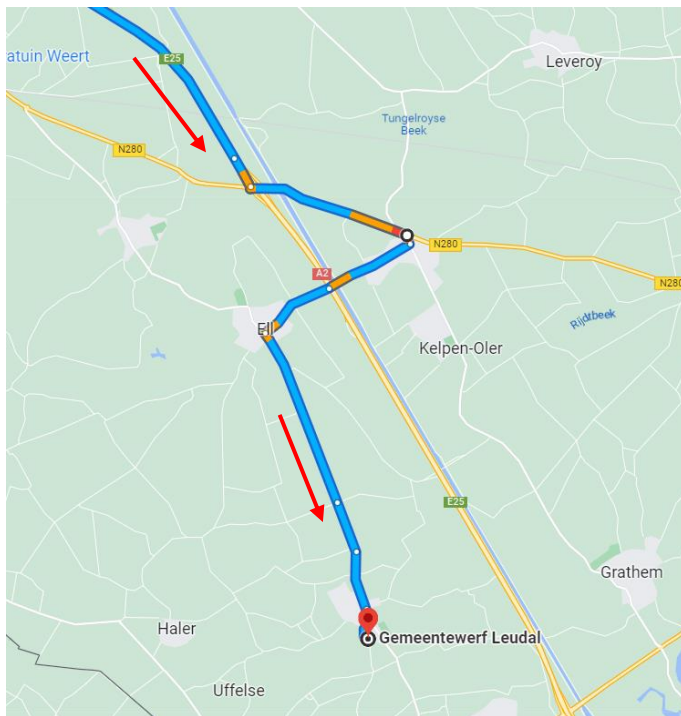 atuin Weert
E25
Leveroy
Tungelroyse
Beek
N280
N280
N280
A2
Ell
Rijdtbeek
Kelpen-Oler
E25
Grathem
Haler
Gemeentewerf Leudal
Uffelse